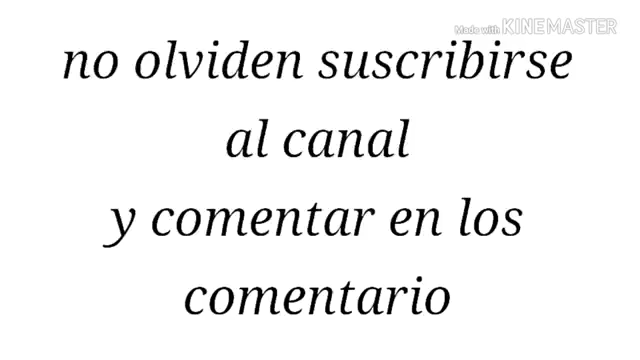 Made with KINEMASTER
no olviden suscribirse
al canal
y comentar en los
comentario